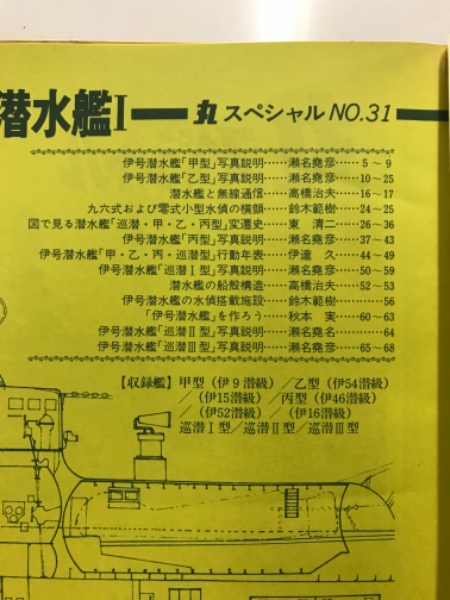 潜水艦I━━丸スペシャル NO.31━━
伊号潜水艦「甲型」写真説明……瀬名堯彦……5～9
伊号潜水艦「乙型」写真説明……瀬名堯彦……10～25
潜水艦と無線通信……高橋治夫……16～17
九六式および零式小型水偵の横顔……鈴木範樹……24～25
図で見る潜水艦「巡潜・甲・乙・丙型」変遷史……東　清二……26～36
伊号潜水艦「丙型」写真説明……瀬名堯彦……37～43
伊号潜水艦「甲・乙・丙・巡潜型」行動年表……伊達　久……44～49
伊号潜水艦「巡潜Ⅰ型」写真説明……瀬名堯彦……50～59
潜水艦の船殻構造……高橋治夫……52～53
伊号潜水艦の水偵搭載施設……鈴木範樹…………56
「伊号潜水艦」を作ろう……秋本　実……60～63
伊号潜水艦「巡潜Ⅱ型」写真説明……瀬名堯名…………64
伊号潜水艦「巡潜Ⅲ型」写真説明……瀬名堯彦……65～68
【収録艦】甲型（伊9潜級）／乙型（伊54潜級）
／（伊15潜級）／丙型（伊46潜級）
／（伊52潜級）／（伊16潜級）
巡潜Ⅰ型／巡潜Ⅱ型／巡潜Ⅲ型